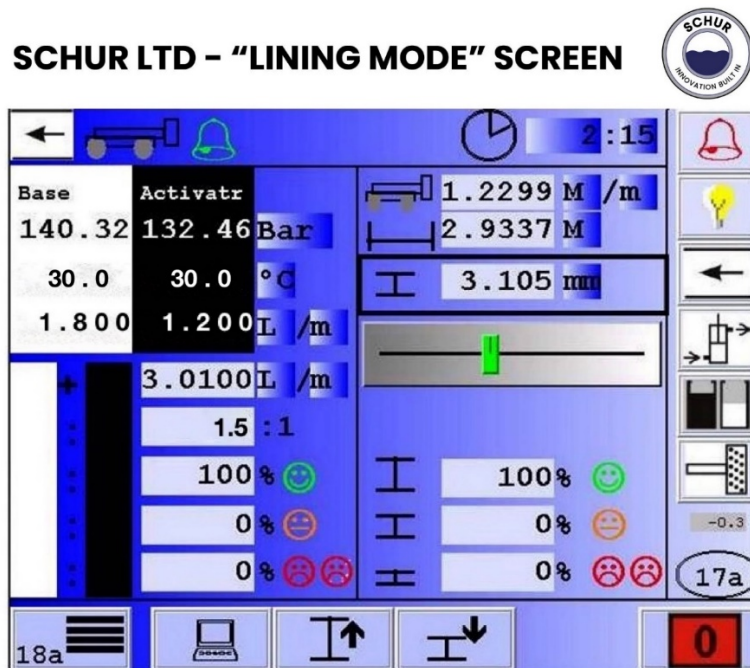 SCHUR LTD – “LINING MODE” SCREEN
SCHUR
INNOVATION BUILT IN
2:15
Base Activatr
140.32 132.46 Bar
30.0 30.0 °C
1.800 1.200 L /m
1.2299 M /m
2.9337 M
3.105 mm
+ 3.0100 L /m
1.5 :1
100%
0%
0%
100%
0%
0%
-0.3
17a
18a
0